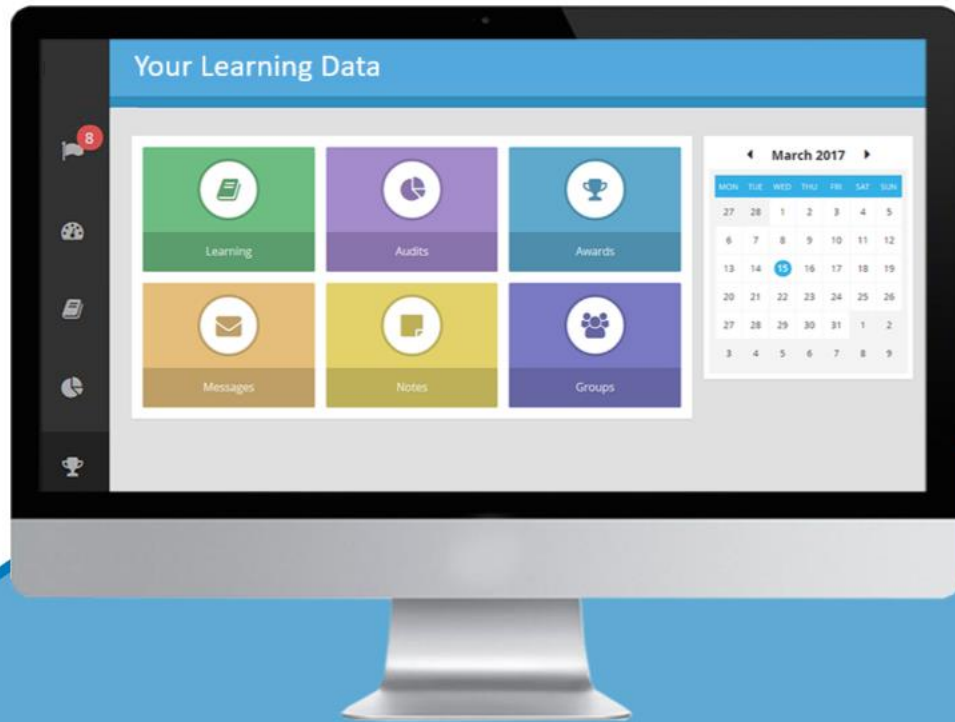 Your Learning Data
8
Learning
Audits
Awards
Messages
Notes
Groups
March 2017
MON TUE WED THU FRI SAT SUN
27 28 1 2 3 4 5
6 7 8 9 10 11 12
13 14 15 16 17 18 19
20 21 22 23 24 25 26
27 28 29 30 31 1 2
3 4 5 6 7 8 9